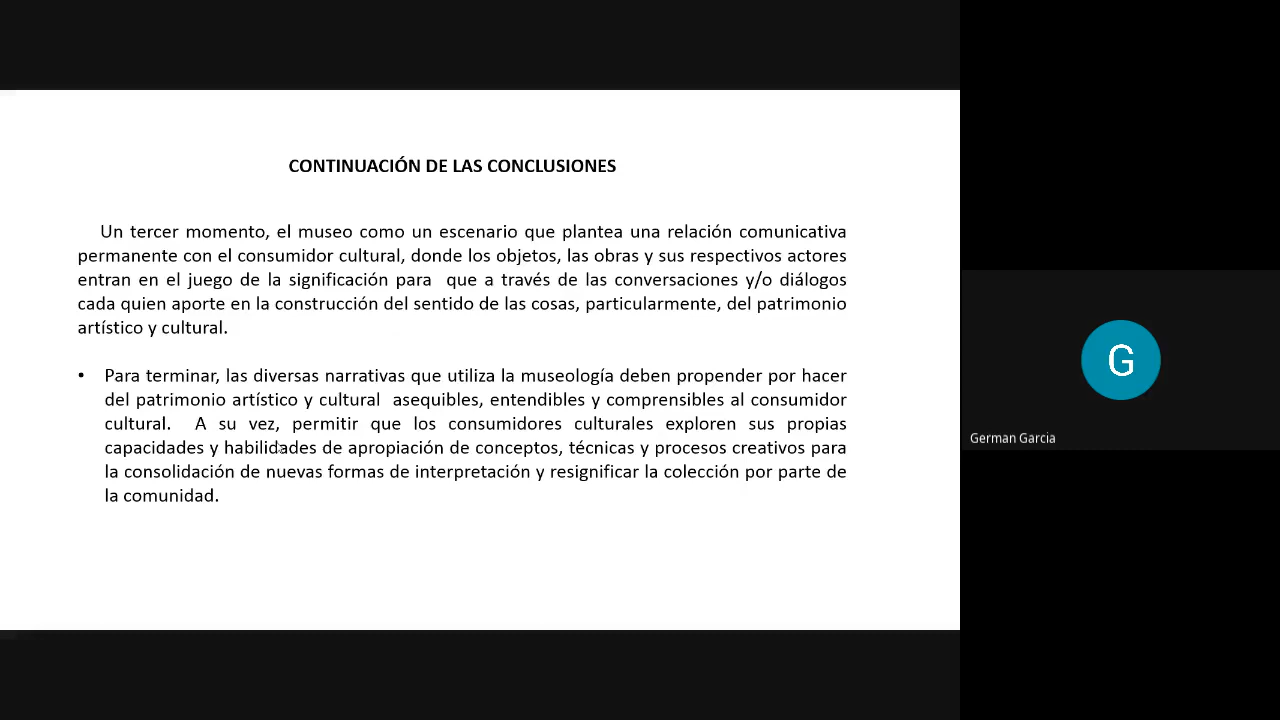 CONTINUACIÓN DE LAS CONCLUSIONES
Un tercer momento, el museo como un escenario que plantea una relación comunicativa
permanente con el consumidor cultural, donde los objetos, las obras y sus respectivos actores
entran en el juego de la significación para  que a través de las conversaciones y/o diálogos
cada quien aporte en la construcción del sentido de las cosas, particularmente, del patrimonio
artístico y cultural.
• Para terminar, las diversas narrativas que utiliza la museología deben propender por hacer
del patrimonio artístico y cultural  asequibles, entendibles y comprensibles al consumidor
cultural.  A su vez, permitir que los consumidores culturales exploren sus propias
capacidades y habilidades de apropiación de conceptos, técnicas y procesos creativos para
la consolidación de nuevas formas de interpretación y resignificar la colección por parte de
la comunidad.
G
German Garcia